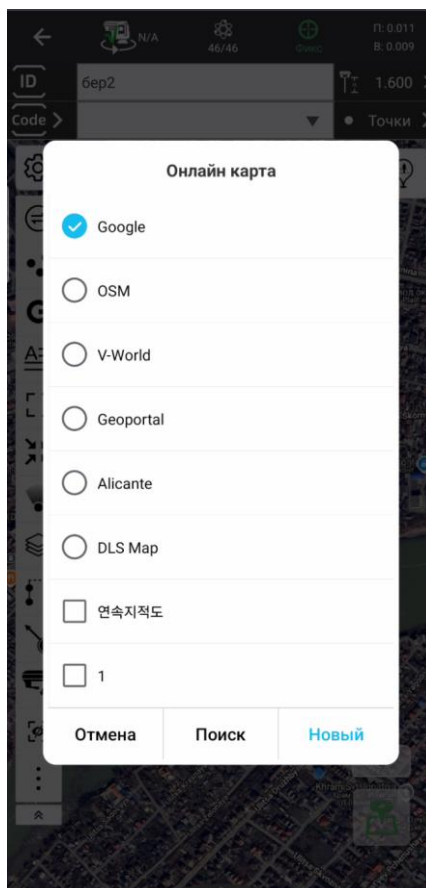 N/A
46/46
Фикс
П: 0.011
В: 0.009
ID
бер2
1.600
Code
Точки
Онлайн карта
Google
OSM
V-World
Geoportal
Alicante
DLS Map
연속지적도
1
Отмена
Поиск
Новый